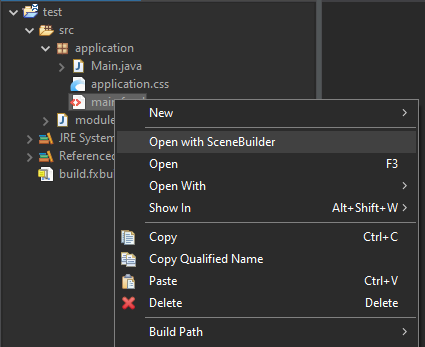 test
src
application
Main.java
application.css
main
module
JRE System
Referenced
build.fxbu
New
Open with SceneBuilder
Open F3
Open With
Show In Alt+Shift+W
Copy Ctrl+C
Copy Qualified Name
Paste Ctrl+V
Delete Delete
Build Path